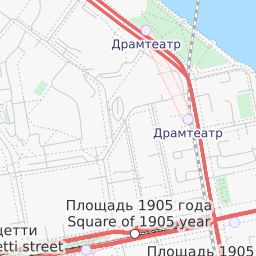 Драмтеатр
Драмтеатр
Площадь 1905 года
Square of 1905 year
цетти
etti street
Площадь 1905